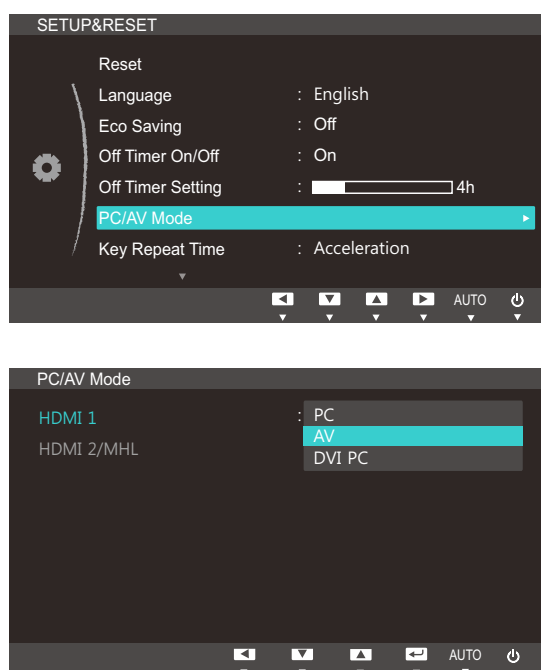 SETUP&RESET
Reset
Language : English
Eco Saving : Off
Off Timer On/Off : On
Off Timer Setting : 4h
PC/AV Mode
Key Repeat Time : Acceleration
AUTO
PC/AV Mode
HDMI 1 : PC
AV
HDMI 2/MHL
DVI PC
AUTO